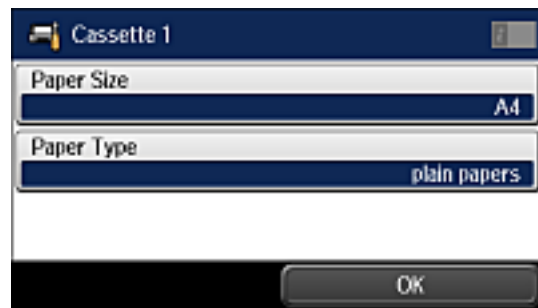 Cassette 1
Paper Size
A4
Paper Type
plain papers
OK